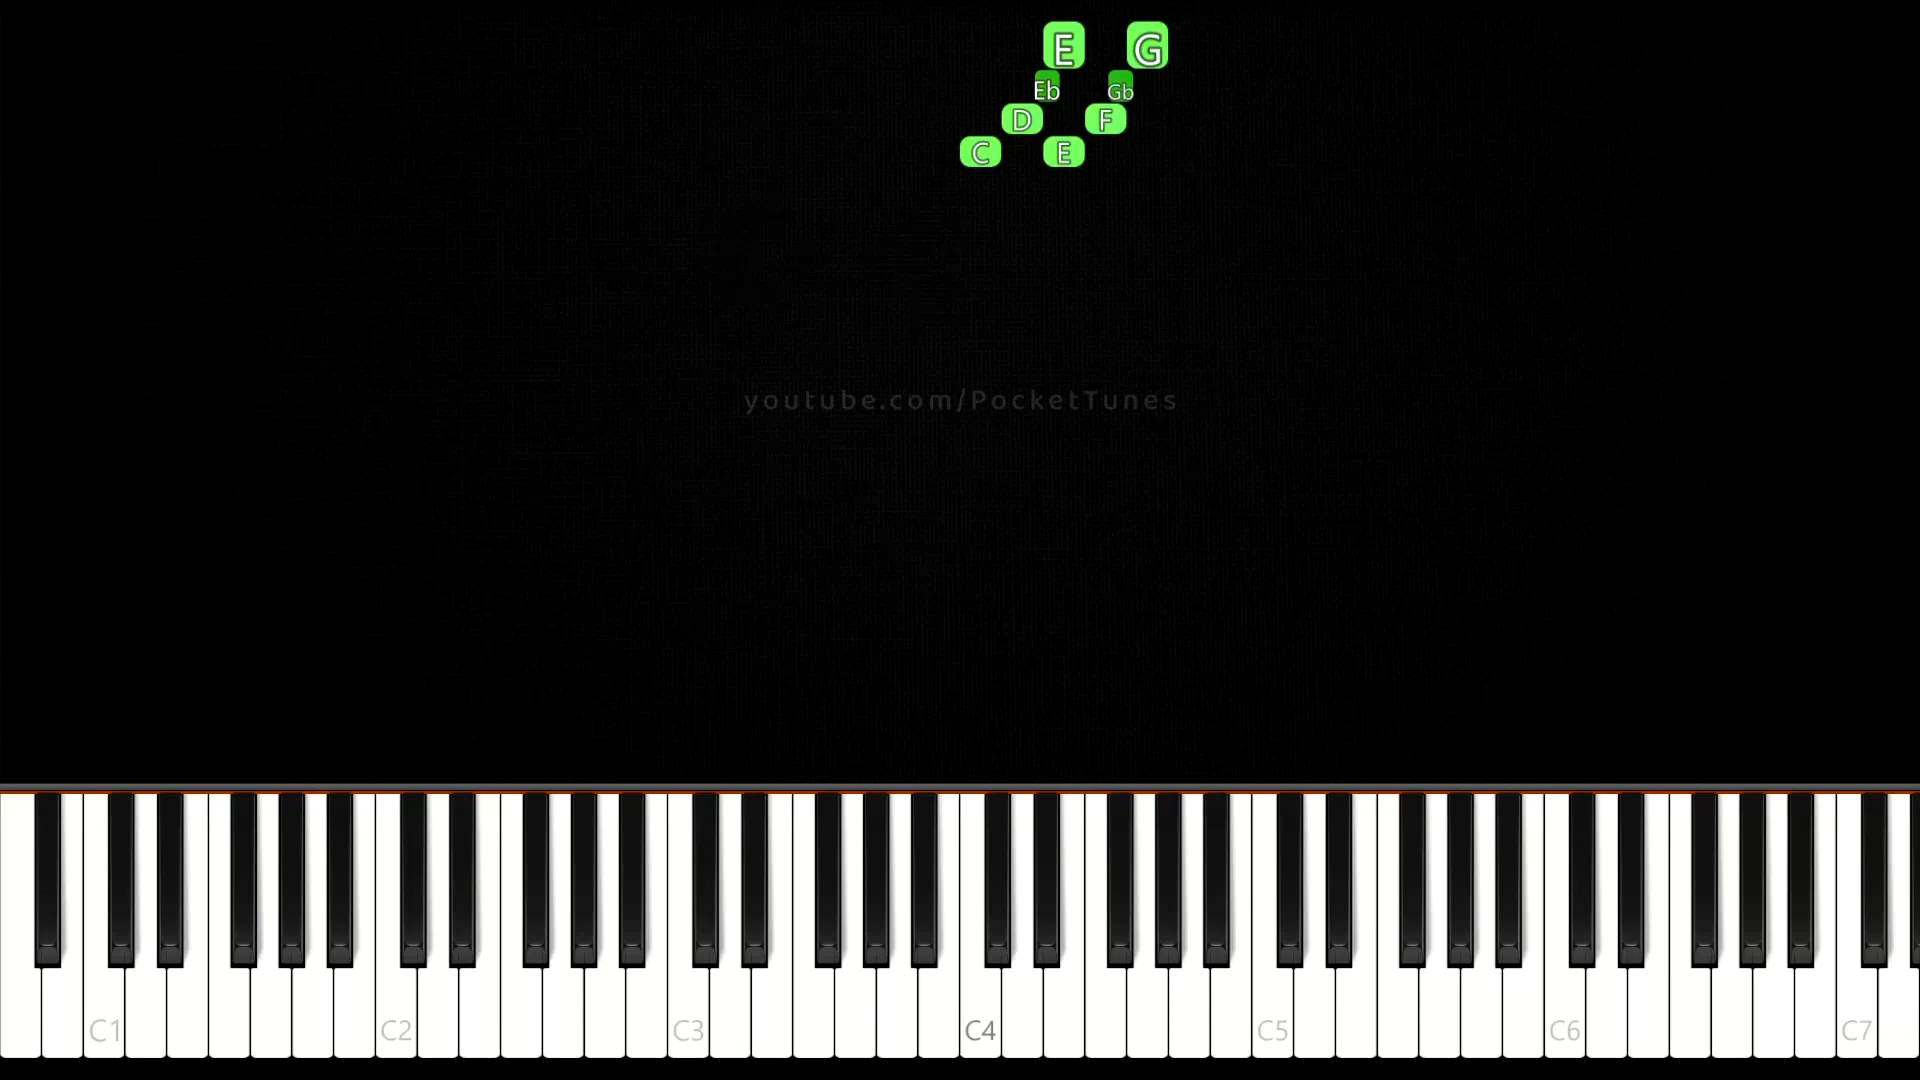 E G
Eb Gb
D F
C E
youtube.com/PocketTunes
C1 C2 C3 C4 C5 C6 C7